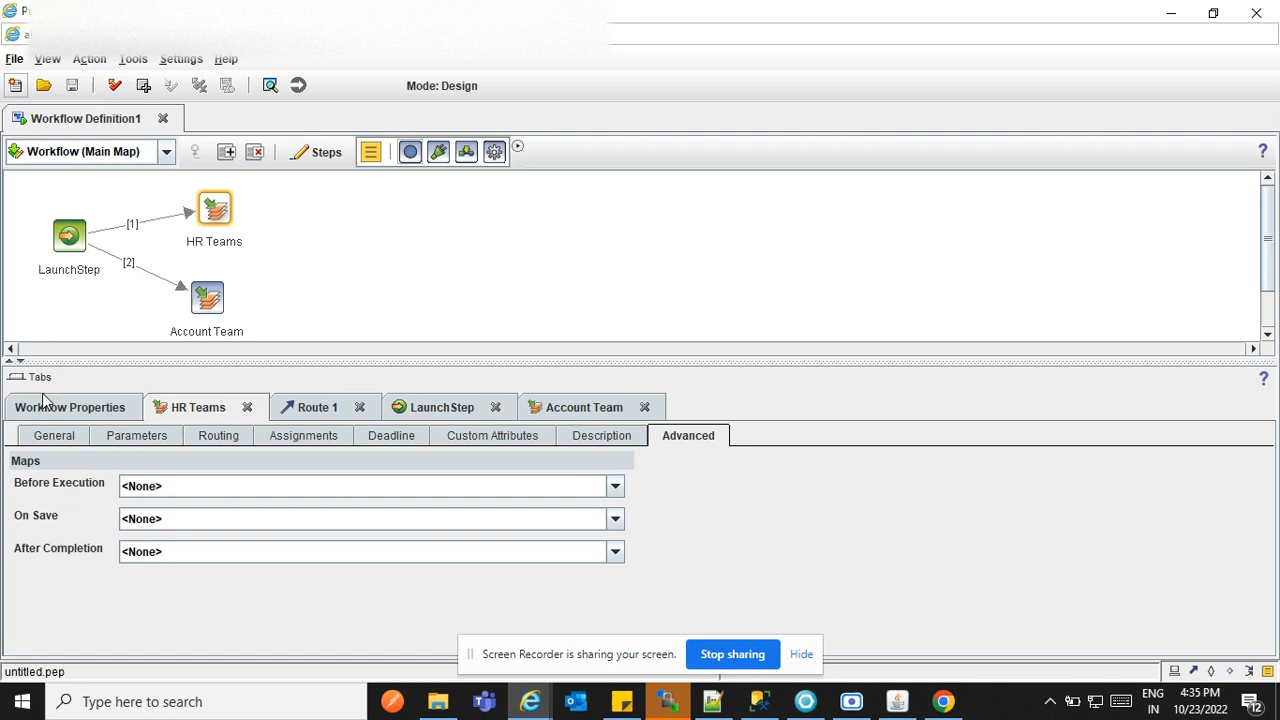 File View Action Tools Settings Help
Mode: Design
Workflow Definition1
Workflow (Main Map) Steps ?
[1]
HR Teams
LaunchStep
[2]
Account Team
Tabs ?
Workflow Properties HR Teams Route 1 LaunchStep Account Team
General Parameters Routing Assignments Deadline Custom Attributes Description Advanced
Maps
Before Execution <None>
On Save <None>
After Completion <None>
Screen Recorder is sharing your screen. Stop sharing Hide
untitled.pep
Type here to search
ENG 4:35 PM
IN 10/23/2022 12